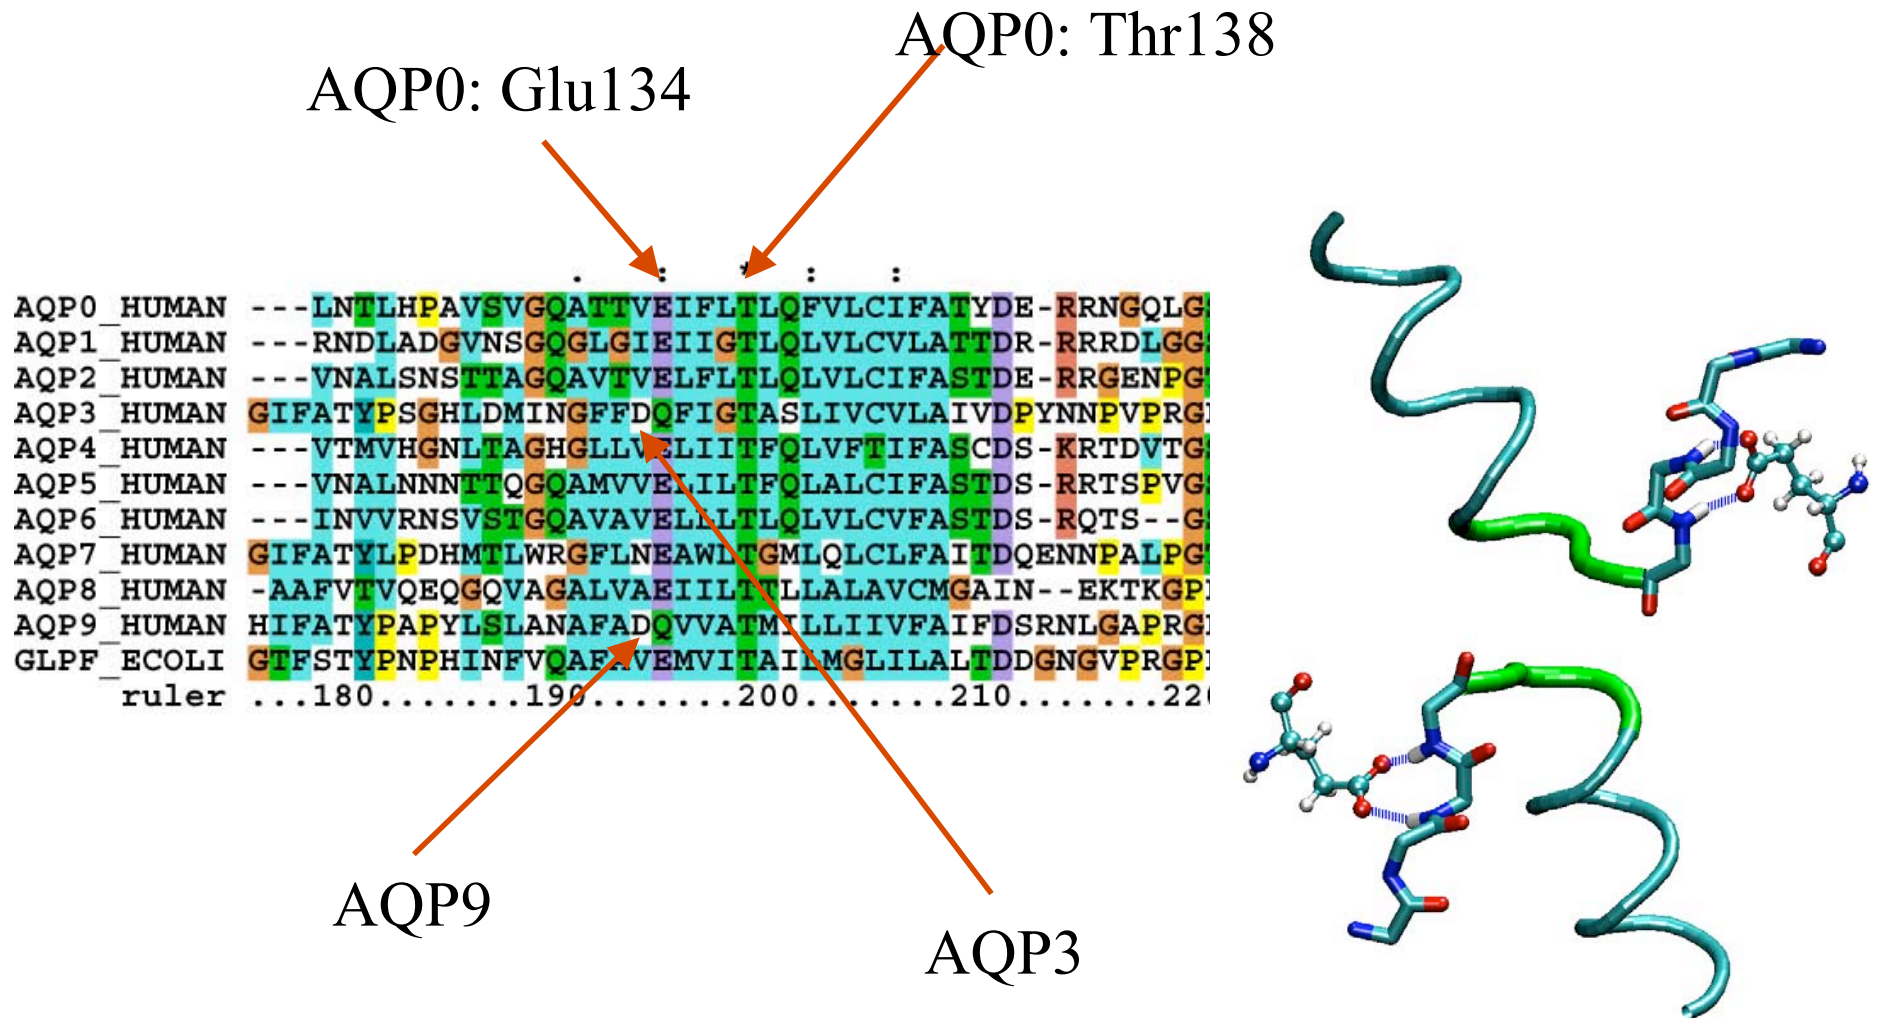 AQP0: Thr138
AQP0: Glu134
. : * : :
AQP0_HUMAN ---LNTLHPAVSVGQATTVEIFLTLQFVLCIFATYDE-RRNGQLG
AQP1_HUMAN ---RNDLADGVNSGQGLGIEIIGTLQLVLCVLATTDR-RRRDLGG
AQP2_HUMAN ---VNALSNSTTAGQAVTVELFLTLQLVLCIFASTDE-RRGENPG
AQP3_HUMAN GIFATYPSGHLDMINGFFDQFIGTASLIVCVLAIVDPYNNPVPRG
AQP4_HUMAN ---VTMVHGNLTAGHGLLVELIITFQLVFTIFASCDS-KRTDVTG
AQP5_HUMAN ---VNALNNNTTQGQAMVVELILTFQLALCIFASTDS-RRTSPVG
AQP6_HUMAN ---INVVRNSVSTGQAVAVELLLTLQLVLCVFASTDS-RQTS--G
AQP7_HUMAN GIFATYLPDHMTLWRGFLNEAWLTGMLQLCLFAITDQENNPALPG
AQP8_HUMAN -AAFVTVQEQGQVAGALVAEIILTTLLALAVCMGAIN--EKTKGP
AQP9_HUMAN HIFATYPAPYLSLANAFADQVVATMILLIIVFAIFDSRNLGAPRG
GLPF_ECOLI GTFSTYPNPHINFVQAFAVEMVITAILMGLILALTDDGNGVPRGP
ruler ...180.......190.......200.......210.......22
AQP9
AQP3